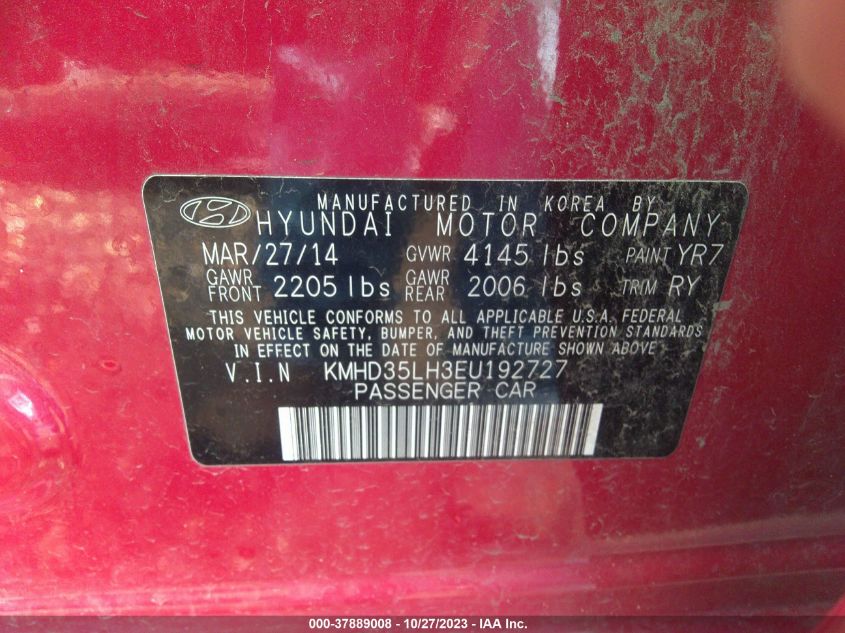 MANUFACTURED IN KOREA BY
HYUNDAI MOTOR COMPANY
MAR/27/14 GVWR 4145 lbs PAINT YR7
GAWR FRONT 2205 lbs GAWR REAR 2006 lbs TRIM RY
THIS VEHICLE CONFORMS TO ALL APPLICABLE U.S.A. FEDERAL
MOTOR VEHICLE SAFETY, BUMPER, AND THEFT PREVENTION STANDARDS
IN EFFECT ON THE DATE OF MANUFACTURE SHOWN ABOVE
V.I.N KMHD35LH3EU192727
PASSENGER CAR
000-37889008 - 10/27/2023 - IAA Inc.